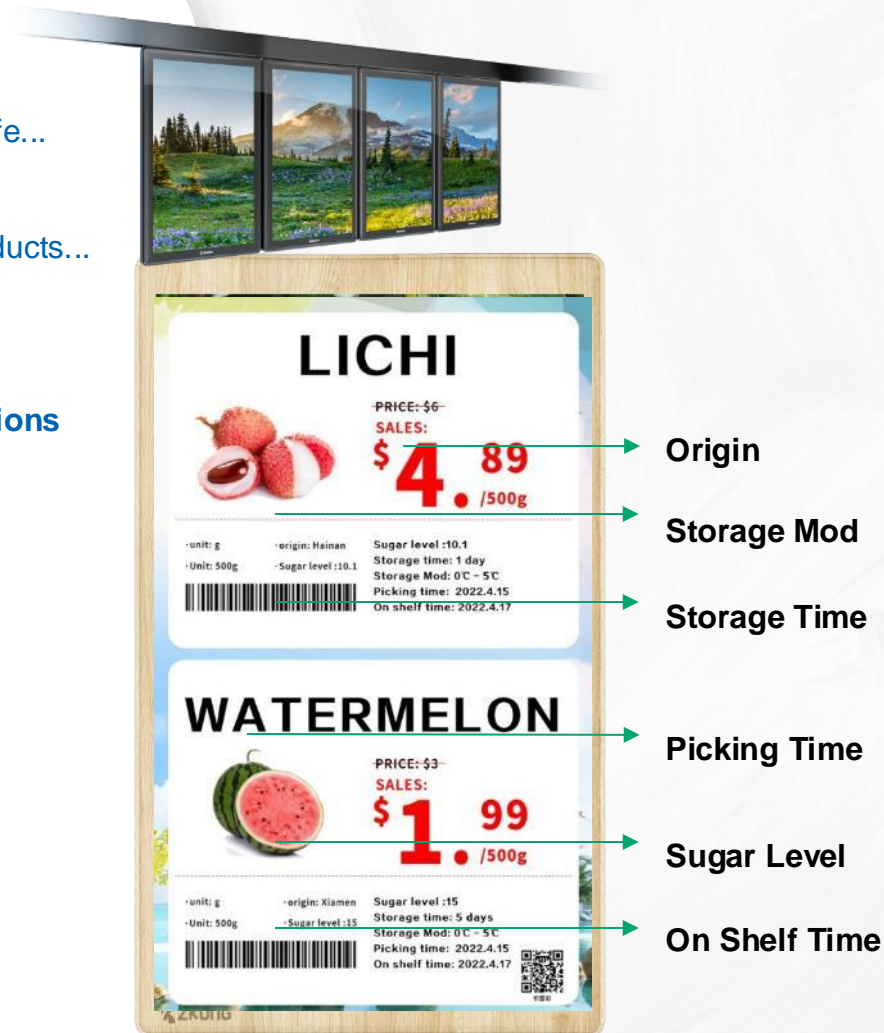 fe...
ducts...
ions
LICHI
PRICE: $6
SALES:
$4.89
/500g
·unit: g ·origin: Hainan
·Unit: 500g ·Sugar level :10.1
Sugar level :10.1
Storage time: 1 day
Storage Mod: 0℃ - 5℃
Picking time: 2022.4.15
On shelf time: 2022.4.17
WATERMELON
PRICE: $3
SALES:
$1.99
/500g
·unit: g ·origin: Xiamen
·Unit: 500g ·Sugar level :15
Sugar level :15
Storage time: 5 days
Storage Mod: 0℃ - 5℃
Picking time: 2022.4.15
On shelf time: 2022.4.17
ZKONG
Origin
Storage Mod
Storage Time
Picking Time
Sugar Level
On Shelf Time